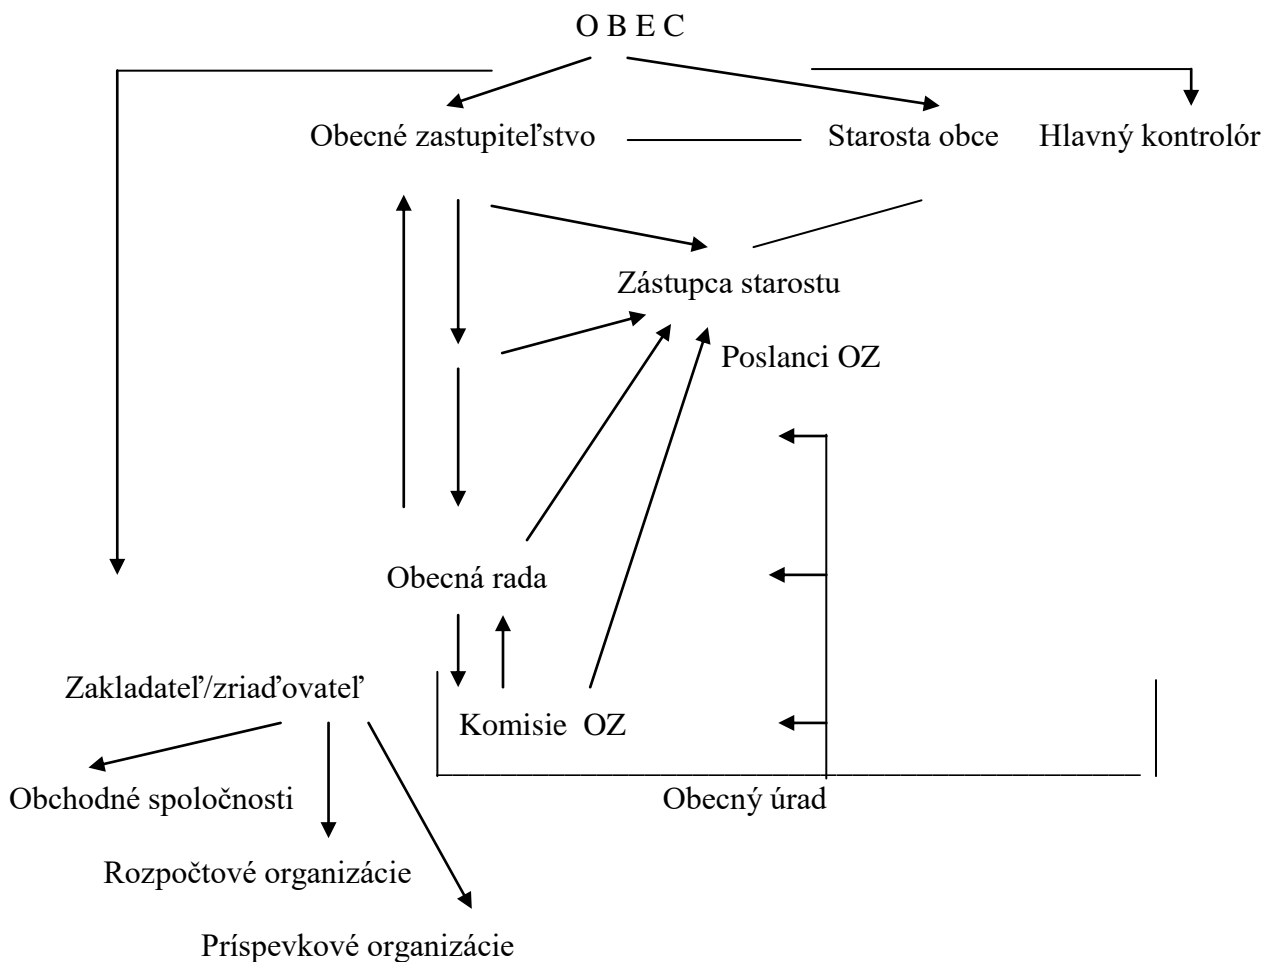 O B E C
Obecné zastupiteľstvo Starosta obce Hlavný kontrolór
Zástupca starostu
Poslanci OZ
Obecná rada
Zakladateľ/zriaďovateľ
Komisie OZ
Obchodné spoločnosti Obecný úrad
Rozpočtové organizácie
Príspevkové organizácie